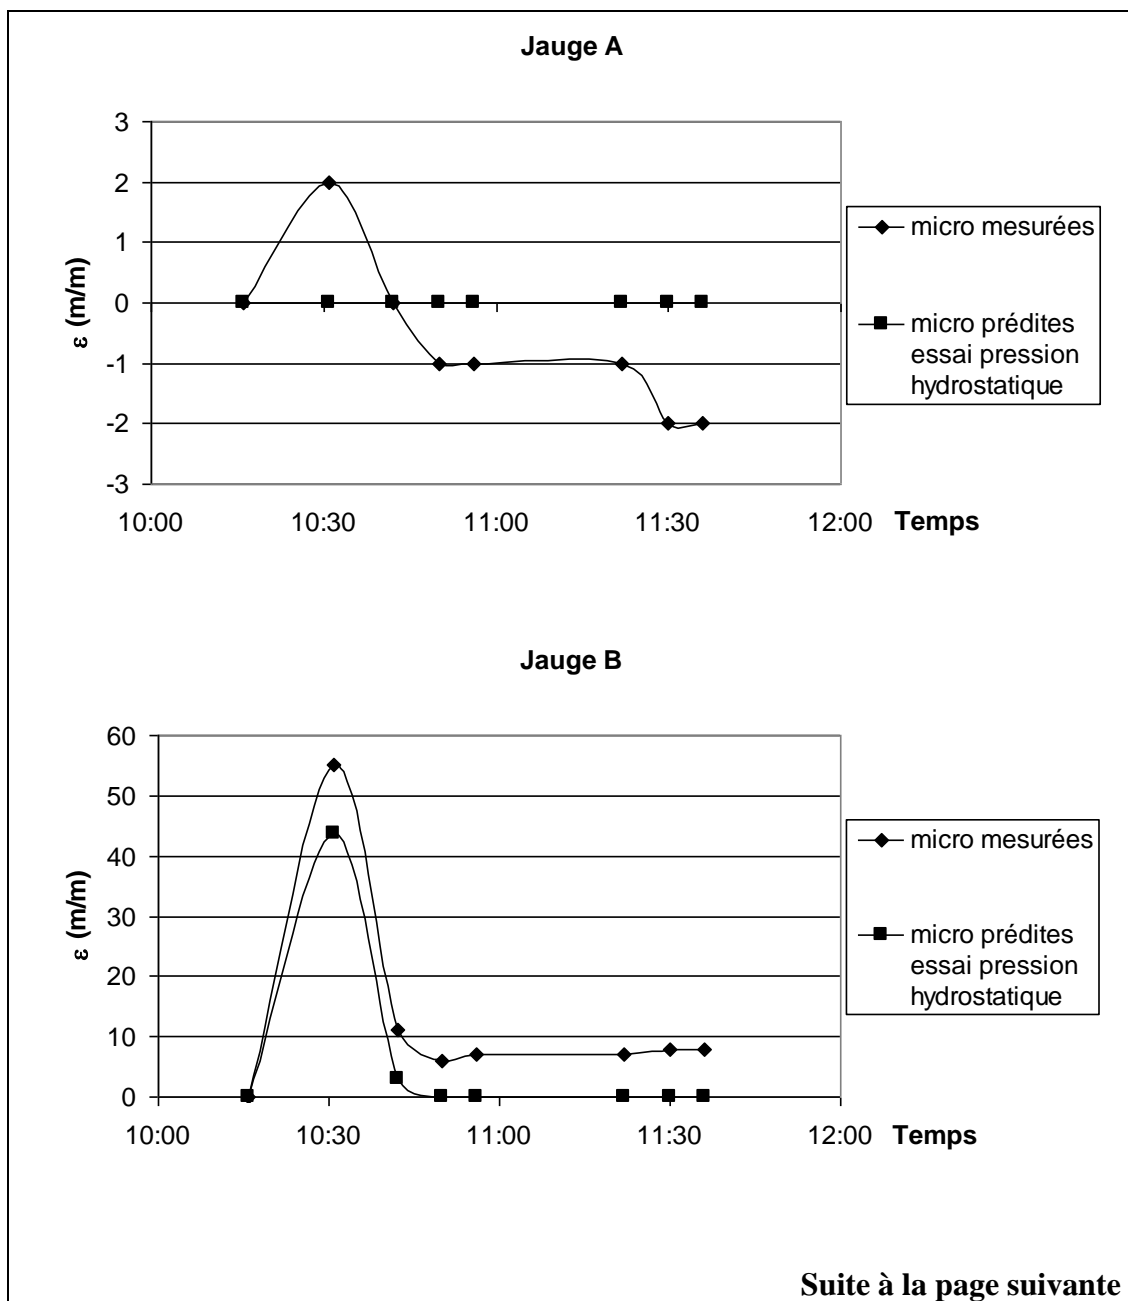 Jauge A
3
2
1
0
-1
-2
-3
ε (m/m)
10:00 10:30 11:00 11:30 12:00 Temps
micro mesurées
micro prédites
essai pression
hydrostatique
Jauge B
60
50
40
30
20
10
0
ε (m/m)
10:00 10:30 11:00 11:30 12:00 Temps
micro mesurées
micro prédites
essai pression
hydrostatique
Suite à la page suivante